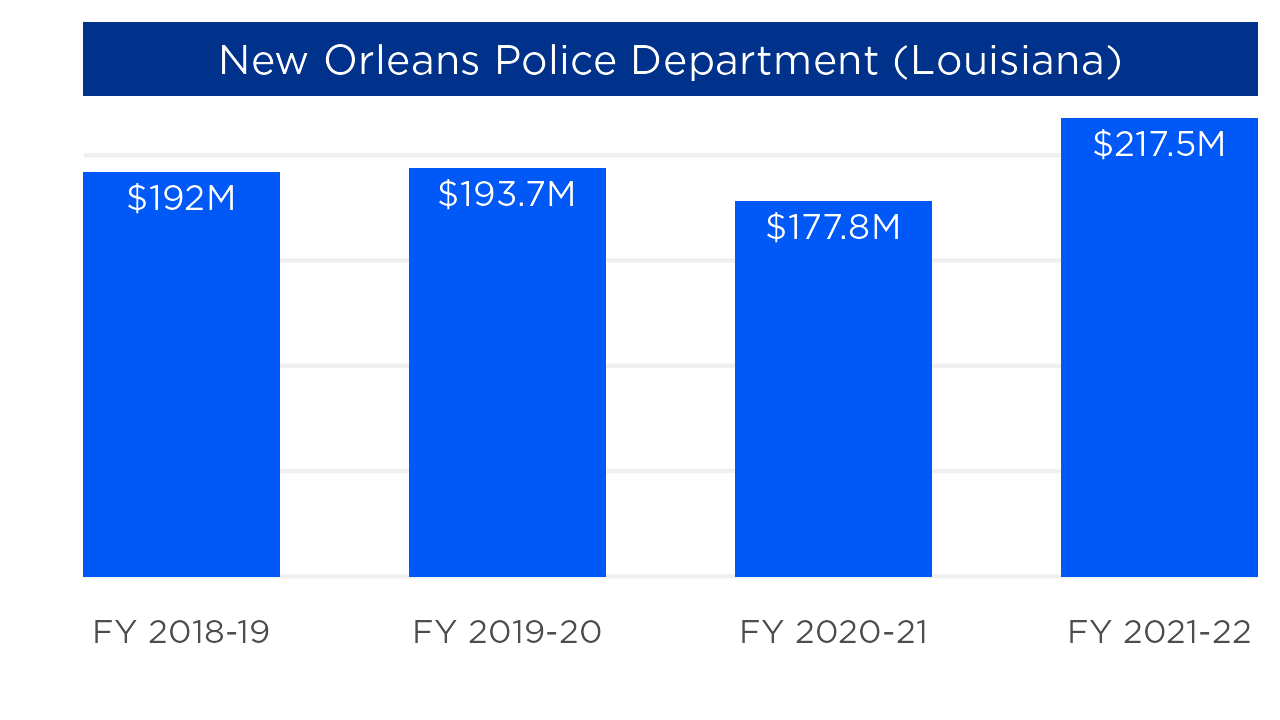 New Orleans Police Department (Louisiana)
$192M
$193.7M
$177.8M
$217.5M
FY 2018-19
FY 2019-20
FY 2020-21
FY 2021-22